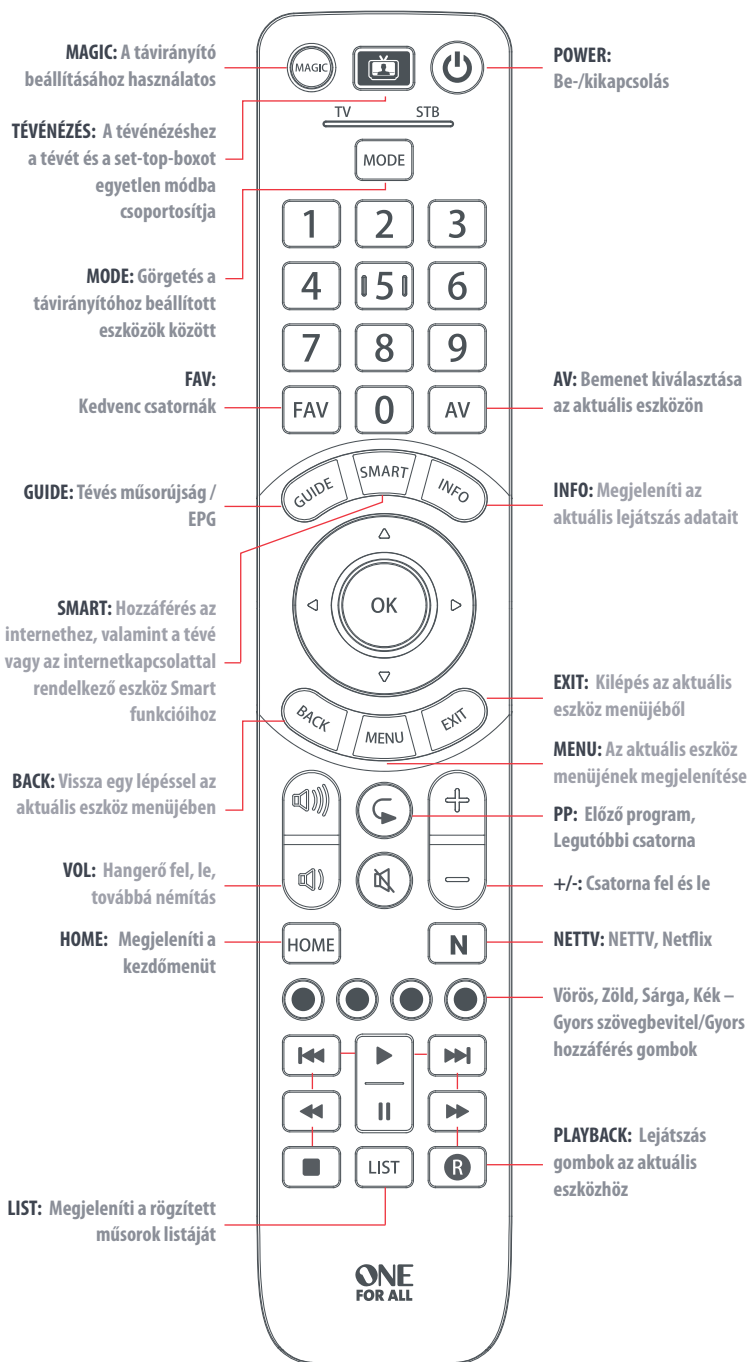 MAGIC: A távirányító
beállításához használatos
TÉVÉNÉZÉS: A tévénézéshez
a tévét és a set-top-boxot
egyetlen módba
csoportosítja
MODE: Görgetés a
távirányítóhoz beállított
eszközök között
FAV:
Kedvenc csatornák
GUIDE: Tévés műsorújság /
EPG
SMART: Hozzáférés az
internethez, valamint a tévé
vagy az internetkapcsolattal
rendelkező eszköz Smart
funkcióihoz
BACK: Vissza egy lépéssel az
aktuális eszköz menüjében
VOL: Hangerő fel, le,
továbbá némítás
HOME: Megjeleníti a
kezdőmenüt
LIST: Megjeleníti a rögzített
műsorok listáját
MAGIC
TV STB
MODE
1 2 3
4 5 6
7 8 9
FAV 0 AV
GUIDE SMART INFO
OK
BACK MENU EXIT
HOME N
LIST R
ONE
FOR ALL
POWER:
Be-/kikapcsolás
AV: Bemenet kiválasztása
az aktuális eszközön
INFO: Megjeleníti az
aktuális lejátszás adatait
EXIT: Kilépés az aktuális
eszköz menüjéből
MENU: Az aktuális eszköz
menüjének megjelenítése
PP: Előző program,
Legutóbbi csatorna
+/-: Csatorna fel és le
NETTV: NETTV, Netflix
Vörös, Zöld, Sárga, Kék –
Gyors szövegbevitel/Gyors
hozzáférés gombok
PLAYBACK: Lejátszás
gombok az aktuális
eszközhöz